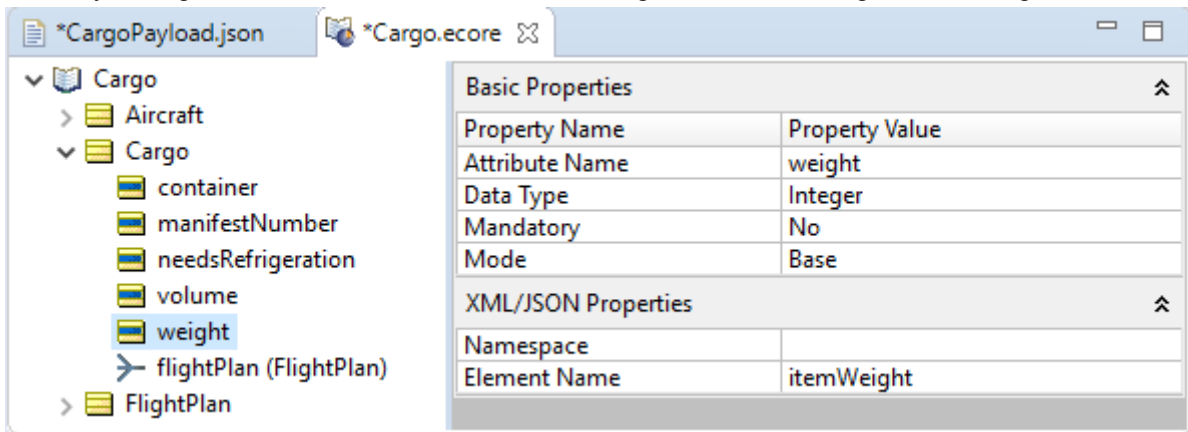 *CargoPayload.json
*Cargo.ecore
Cargo
Aircraft
Cargo
container
manifestNumber
needsRefrigeration
volume
weight
flightPlan (FlightPlan)
FlightPlan
Basic Properties
Property Name Property Value
Attribute Name weight
Data Type Integer
Mandatory No
Mode Base
XML/JSON Properties
Namespace
Element Name itemWeight